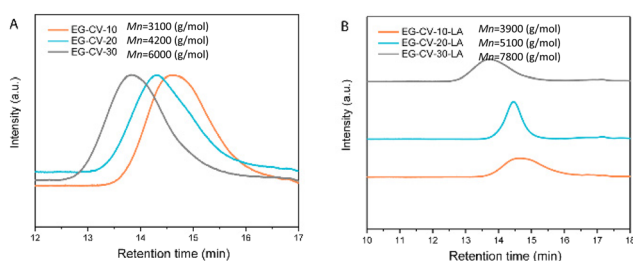 A
EG-CV-10 Mn=3100 (g/mol)
EG-CV-20 Mn=4200 (g/mol)
EG-CV-30 Mn=6000 (g/mol)
Intensity (a.u.)
12 13 14 15 16 17
Retention time (min)
B
EG-CV-10-LA Mn=3900 (g/mol)
EG-CV-20-LA Mn=5100 (g/mol)
EG-CV-30-LA Mn=7800 (g/mol)
Intensity (a.u.)
10 11 12 13 14 15 16 17 18
Retention time (min)